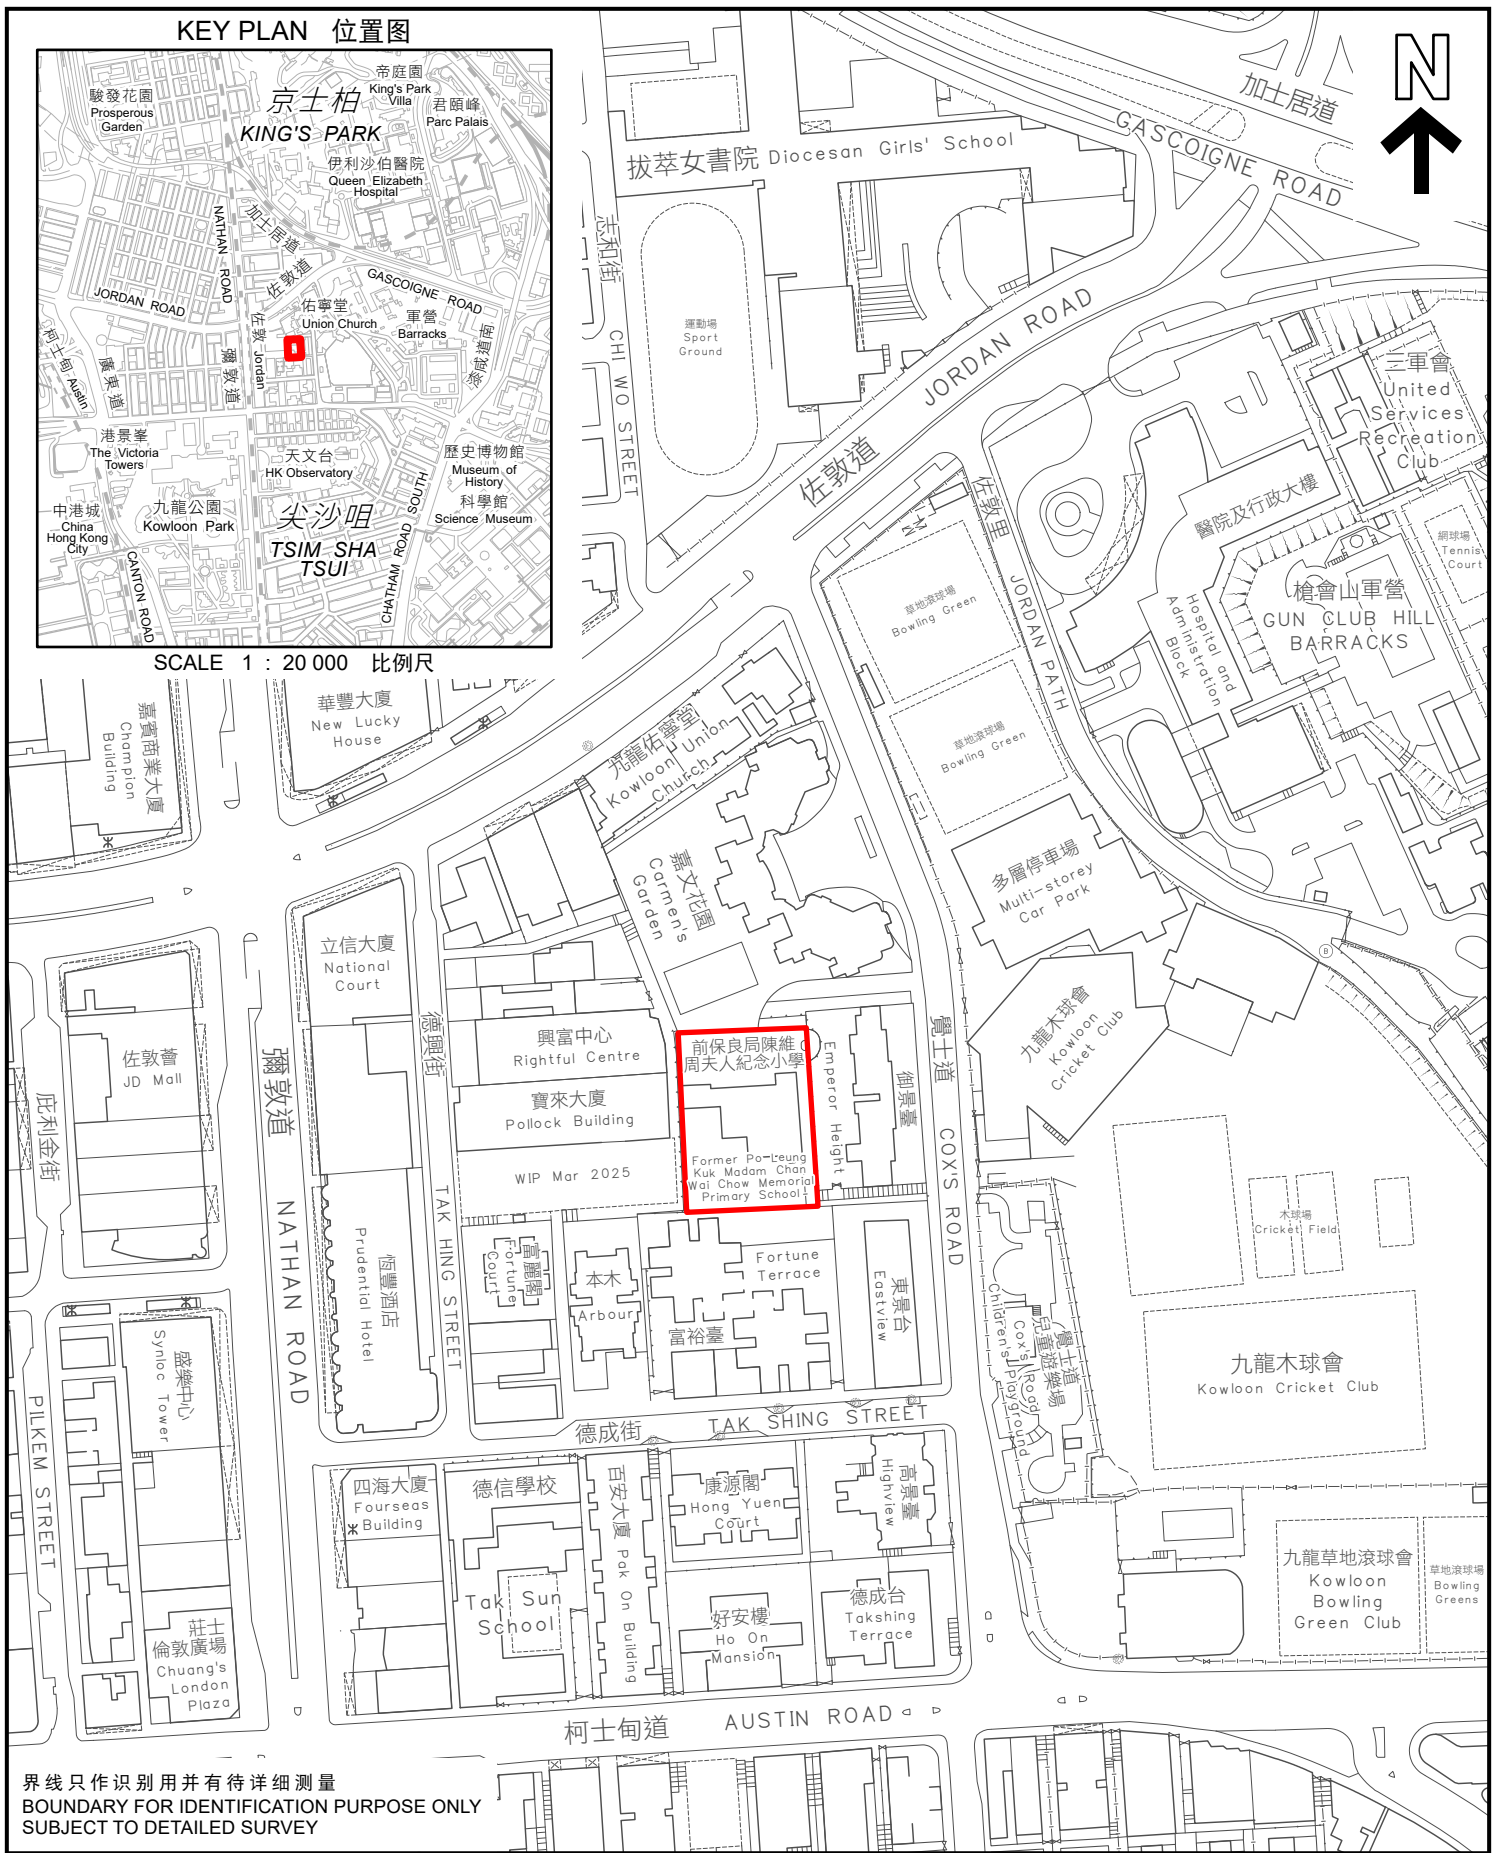 KEY PLAN 位置图
帝庭園
King's Park
Villa
駿發花園
Prosperous
Garden
京士柏
KING'S PARK
君頤峰
Parc Palais
伊利沙伯醫院
Queen Elizabeth
Hospital
NATHAN ROAD
加士居道
佐敦道
GASCOIGNE ROAD
JORDAN ROAD
佑寧堂
Union Church
軍營
Barracks
漆咸道南
柯士甸 Austin
廣東道
彌敦道
佐敦 Jordan
港景峯
The Victoria
Towers
天文台
HK Observatory
歷史博物館
Museum of
History
科學館
Science Museum
中港城
China
Hong Kong
City
九龍公園
Kowloon Park
尖沙咀
TSIM SHA
TSUI
CANTON ROAD
CHATHAM ROAD SOUTH
SCALE 1 : 20 000 比例尺
N
加士居道
GASCOIGNE ROAD
拔萃女書院 Diocesan Girls' School
志和街
CHI WO STREET
運動場
Sport
Ground
JORDAN ROAD
佐敦道
三軍會
United
Services
Recreation
Club
佐敦里
JORDAN PATH
醫院及行政大樓
Hospital and
Administration
Block
網球場
Tennis
Court
槍會山軍營
GUN CLUB HILL
BARRACKS
草地滾球場
Bowling Green
草地滾球場
Bowling Green
嘉賓商業大廈
Champion
Building
華豐大廈
New Lucky
House
九龍佑寧堂
Kowloon Union
Church
嘉文花園
Carmen's
Garden
多層停車場
Multi-storey
Car Park
立信大廈
National
Court
佐敦薈
JD Mall
庇利金街
彌敦道
NATHAN ROAD
德興街
TAK HING STREET
興富中心
Rightful Centre
寶來大廈
Pollock Building
WIP Mar 2025
前保良局陳維
周夫人紀念小學
Former Po Leung
Kuk Madam Chan
Wai Chow Memorial
Primary School
Emperor Height
御景臺
覺士道
COX'S ROAD
九龍木球會
Kowloon
Cricket Club
木球場
Cricket Field
恆豐酒店
Prudential Hotel
富麗閣
Fortune
Court
本木
Arbour
Fortune
Terrace
富裕臺
東景台
Eastview
覺士道
兒童遊樂場
Cox's Road
Children's Playground
九龍木球會
Kowloon Cricket Club
盛樂中心
Synloc Tower
PILKEM STREET
德成街
TAK SHING STREET
四海大廈
Fourseas
Building
德信學校
Tak Sun
School
百安大廈 Pak On Building
康源閣
Hong Yuen
Court
高景臺
Highview
好安樓
Ho On
Mansion
德成台
Takshing
Terrace
九龍草地滾球會
Kowloon
Bowling
Green Club
草地滾球場
Bowling
Greens
莊士
倫敦廣場
Chuang's
London
Plaza
柯士甸道 AUSTIN ROAD
界线只作识别用并有待详细测量
BOUNDARY FOR IDENTIFICATION PURPOSE ONLY
SUBJECT TO DETAILED SURVEY